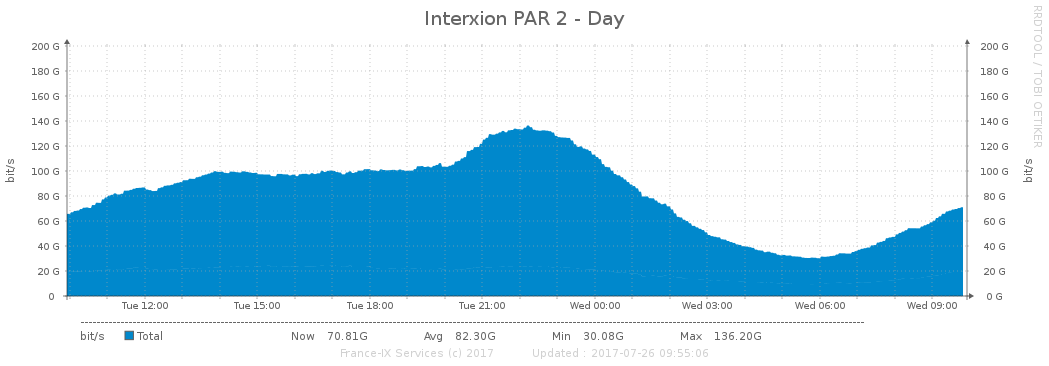 Interxion PAR 2 - Day
RRDTOOL / TOBI OETIKER
bit/s
200 G 200 G
180 G 180 G
160 G 160 G
140 G 140 G
120 G 120 G
100 G 100 G
80 G 80 G
60 G 60 G
40 G 40 G
20 G 20 G
0 0 G
bit/s
Tue 12:00 Tue 15:00 Tue 18:00 Tue 21:00 Wed 00:00 Wed 03:00 Wed 06:00 Wed 09:00
bit/s Total Now 70.81G Avg 82.30G Min 30.08G Max 136.20G
France-IX Services (c) 2017 Updated : 2017-07-26 09:55:06